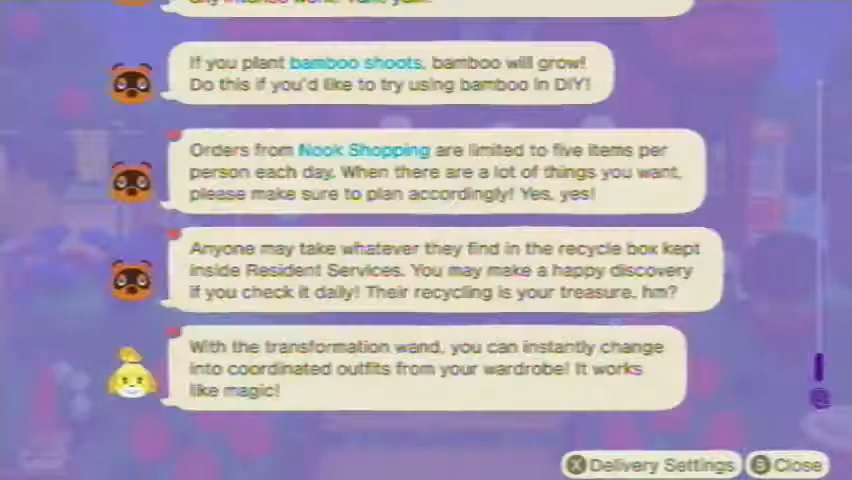 If you plant bamboo shoots, bamboo will grow!
Do this if you'd like to try using bamboo in DIY!
Orders from Nook Shopping are limited to five items per
person each day. When there are a lot of things you want,
please make sure to plan accordingly! Yes, yes!
Anyone may take whatever they find in the recycle box kept
inside Resident Services. You may make a happy discovery
if you check it daily! Their recycling is your treasure, hm?
With the transformation wand, you can instantly change
into coordinated outfits from your wardrobe! It works
like magic!
X Delivery Settings B Close